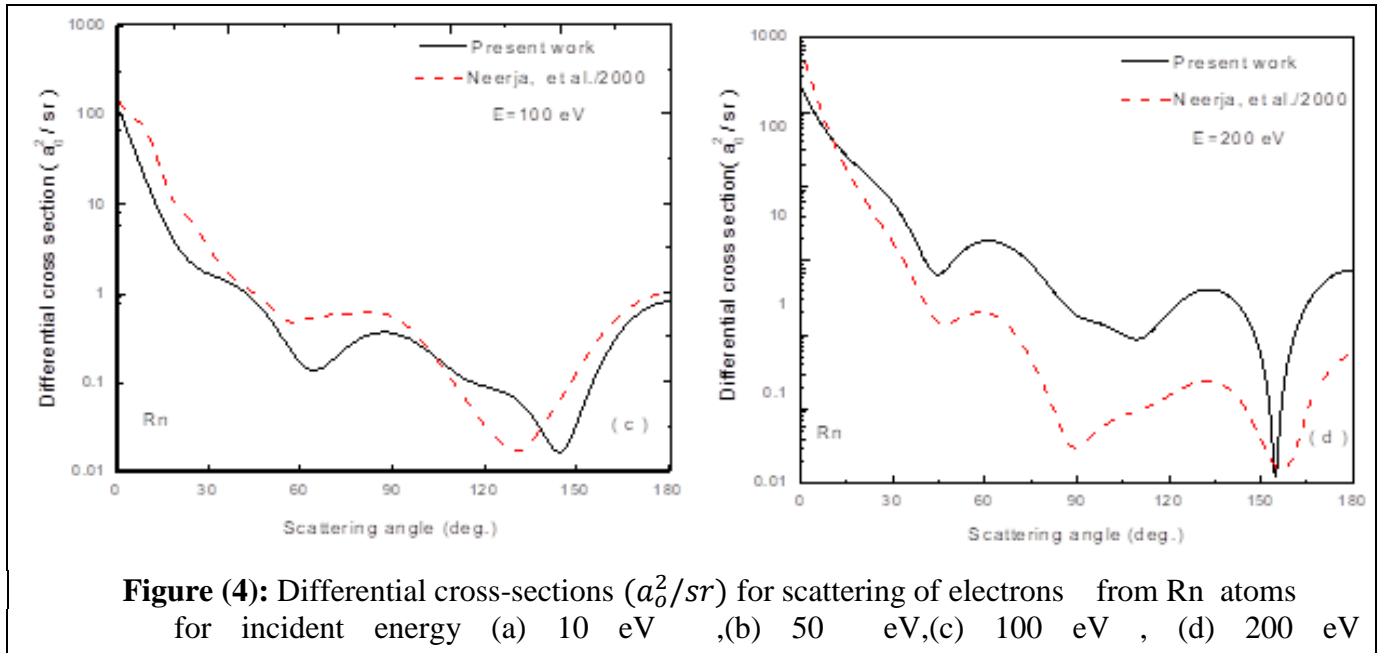 1000
100
10
1
0.1
0.01
Differential cross section ( a₀² / sr)
Present work
Neerja, et al./2000
E=100 eV
Rn
( c )
0 30 60 90 120 150 180
Scattering angle (deg.)
1000
100
10
1
0.1
0.01
Differential cross section( a₀² / sr)
Present work
Neerja, et al./2000
E=200 eV
Rn
( d )
0 30 60 90 120 150 180
Scattering angle (deg.)
Figure (4): Differential cross-sections (𝑎ₒ²/𝑠𝑟) for scattering of electrons from Rn atoms
for incident energy (a) 10 eV ,(b) 50 eV,(c) 100 eV , (d) 200 eV